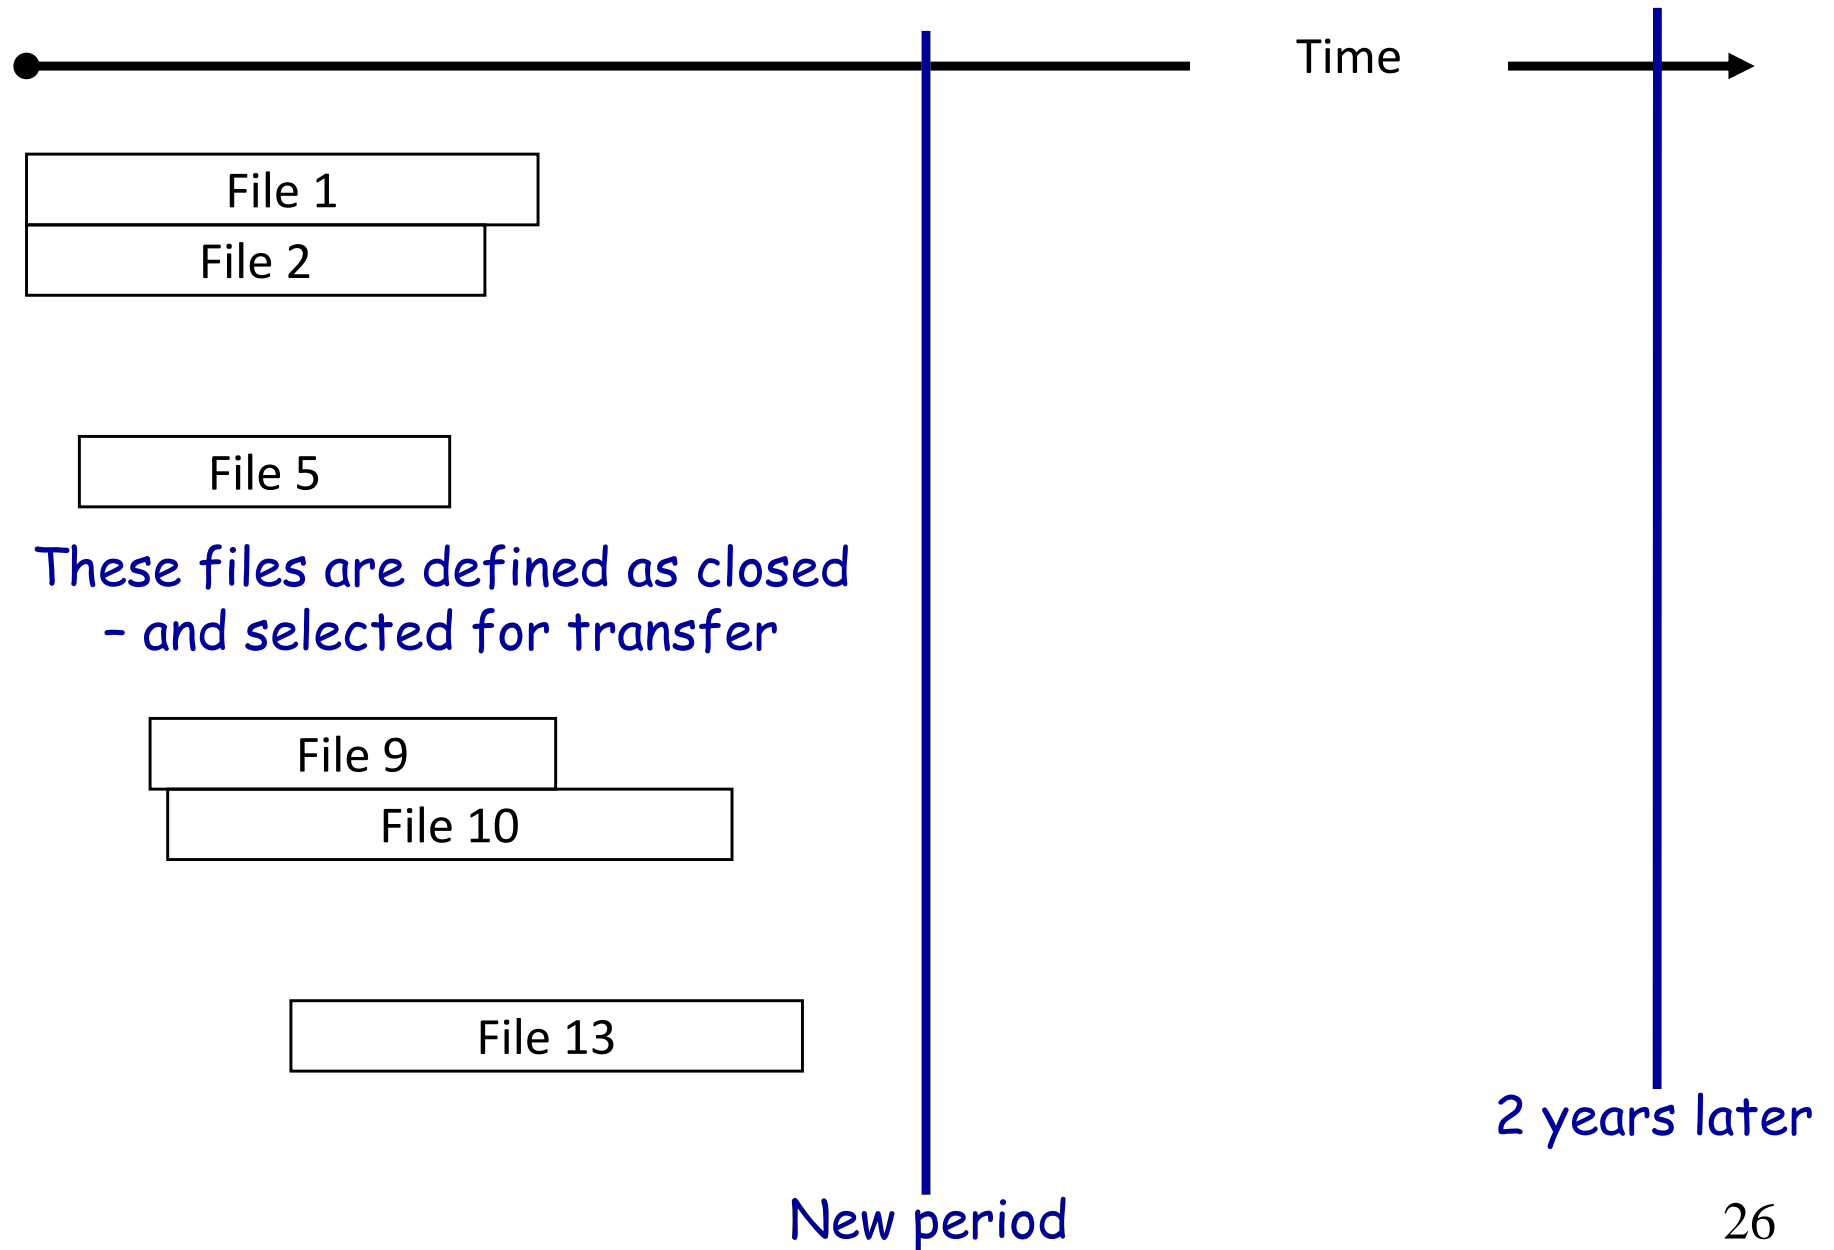 Time
File 1
File 2
File 5
These files are defined as closed
– and selected for transfer
File 9
File 10
File 13
2 years later
New period
26